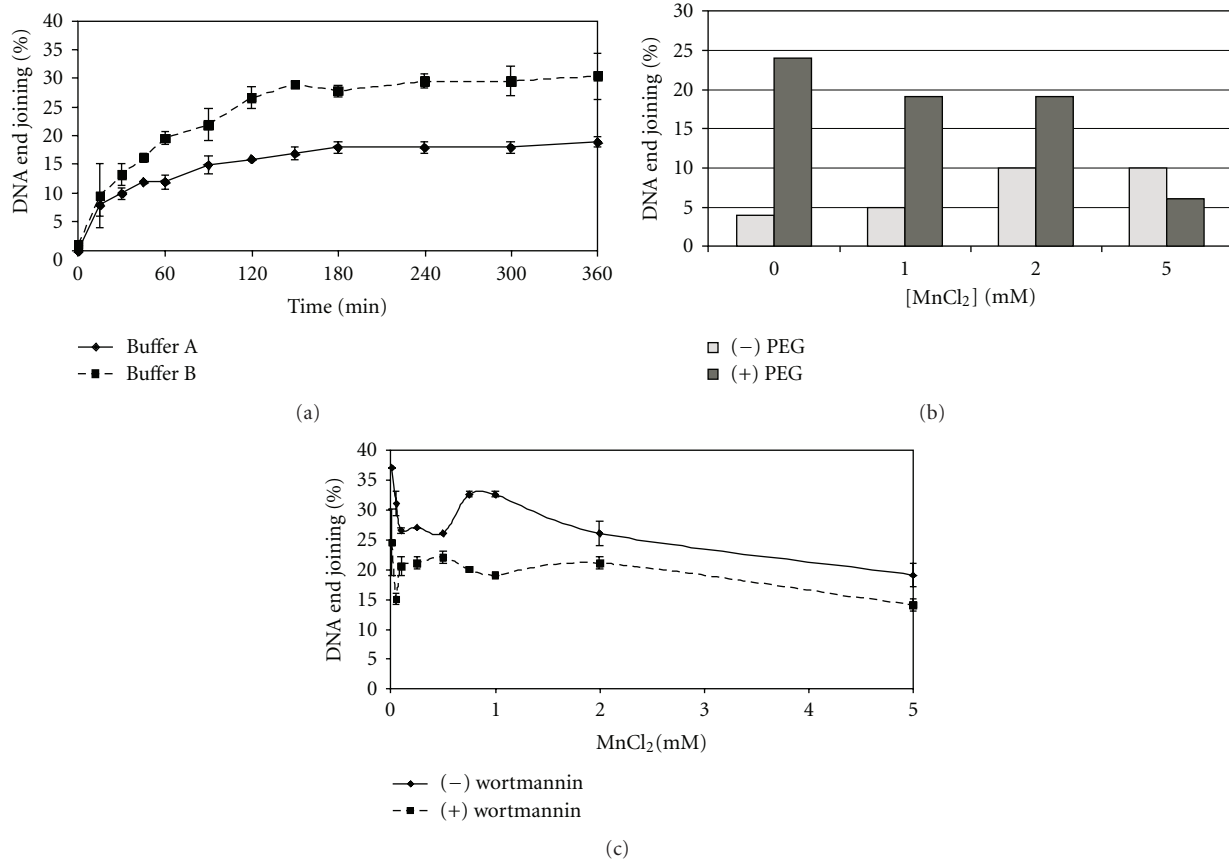 DNA end joining (%)
40
35
30
25
20
15
10
5
0
0 60 120 180 240 300 360
Time (min)
Buffer A
Buffer B
(a)
DNA end joining (%)
30
25
20
15
10
5
0
0 1 2 5
[MnCl₂] (mM)
(−) PEG
(+) PEG
(b)
DNA end joining (%)
40
35
30
25
20
15
10
5
0
0 1 2 3 4 5
MnCl₂(mM)
(−) wortmannin
(+) wortmannin
(c)